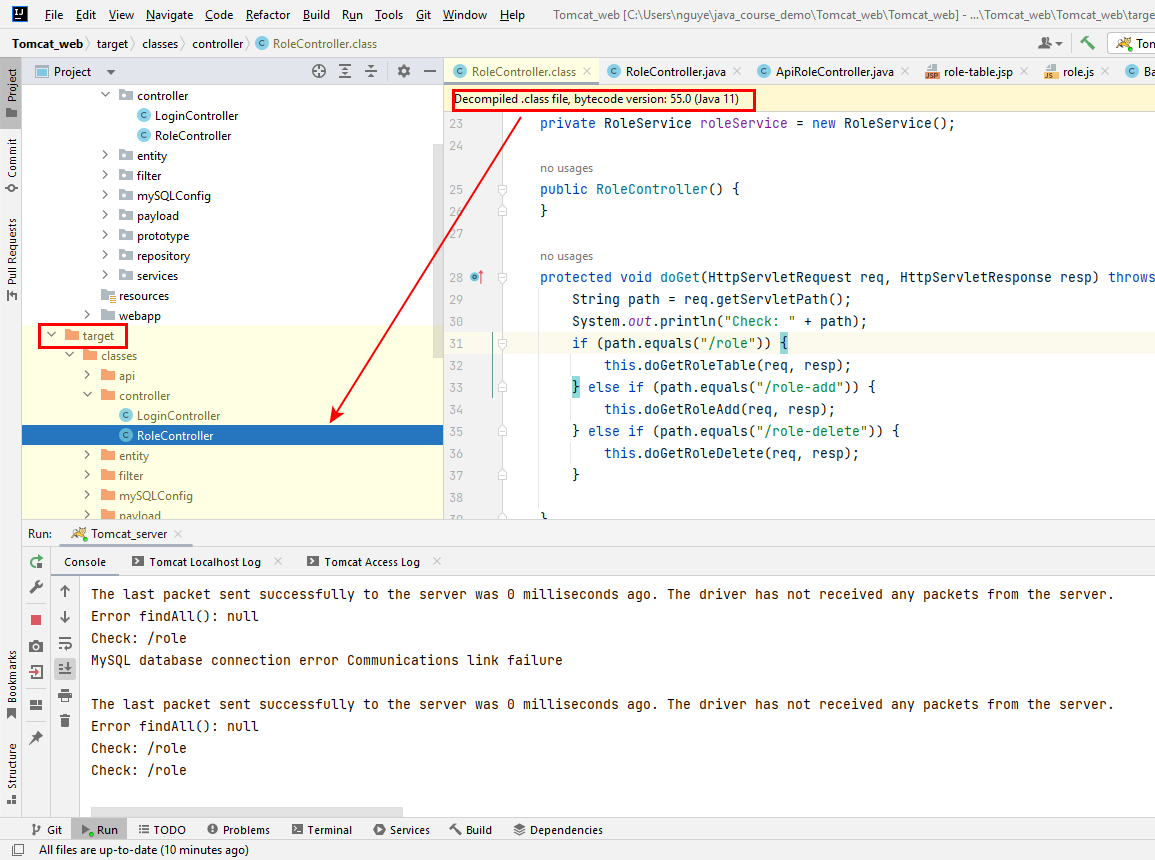 File Edit View Navigate Code Refactor Build Run Tools Git Window Help Tomcat_web [C:\Users\nguye\java_course_demo\Tomcat_web\Tomcat_web] - ...\Tomcat_web\Tomcat_web\targe
Tomcat_web target classes controller RoleController.class Tom
Project
RoleController.class RoleController.java ApiRoleController.java role-table.jsp role.js Ba
Decompiled .class file, bytecode version: 55.0 (Java 11)
Project
Commit
Pull Requests
controller
LoginController
RoleController
entity
filter
mySQLConfig
payload
prototype
repository
services
resources
webapp
target
classes
api
controller
LoginController
RoleController
entity
filter
mySQLConfig
payload
23 private RoleService roleService = new RoleService();
24
no usages
25 public RoleController() {
26 }
27
no usages
28 protected void doGet(HttpServletRequest req, HttpServletResponse resp) throws
29 String path = req.getServletPath();
30 System.out.println("Check: " + path);
31 if (path.equals("/role")) {
32 this.doGetRoleTable(req, resp);
33 } else if (path.equals("/role-add")) {
34 this.doGetRoleAdd(req, resp);
35 } else if (path.equals("/role-delete")) {
36 this.doGetRoleDelete(req, resp);
37 }
38
39 }
Run: Tomcat_server
Console Tomcat Localhost Log Tomcat Access Log
The last packet sent successfully to the server was 0 milliseconds ago. The driver has not received any packets from the server.
Error findAll(): null
Check: /role
MySQL database connection error Communications link failure
The last packet sent successfully to the server was 0 milliseconds ago. The driver has not received any packets from the server.
Error findAll(): null
Check: /role
Check: /role
Bookmarks
Structure
Git Run TODO Problems Terminal Services Build Dependencies
All files are up-to-date (10 minutes ago)